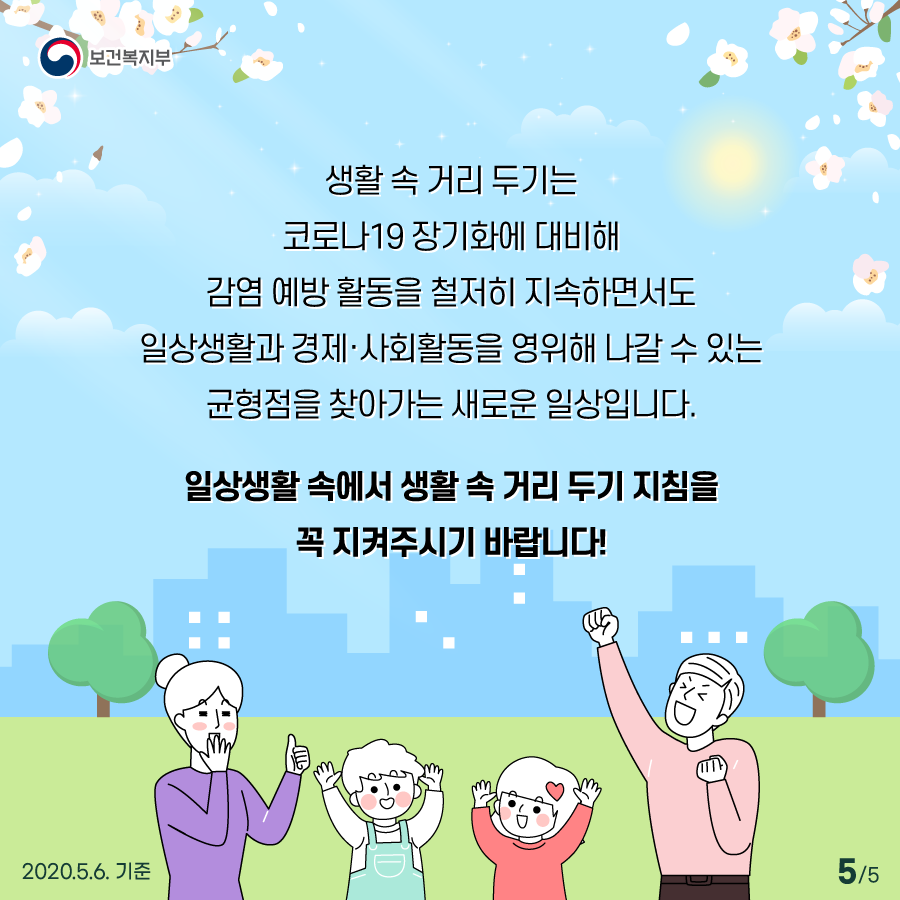 보건복지부
생활 속 거리 두기는
코로나19 장기화에 대비해
감염 예방 활동을 철저히 지속하면서도
일상생활과 경제·사회활동을 영위해 나갈 수 있는
균형점을 찾아가는 새로운 일상입니다.
일상생활 속에서 생활 속 거리 두기 지침을
꼭 지켜주시기 바랍니다!
2020.5.6. 기준
5/5